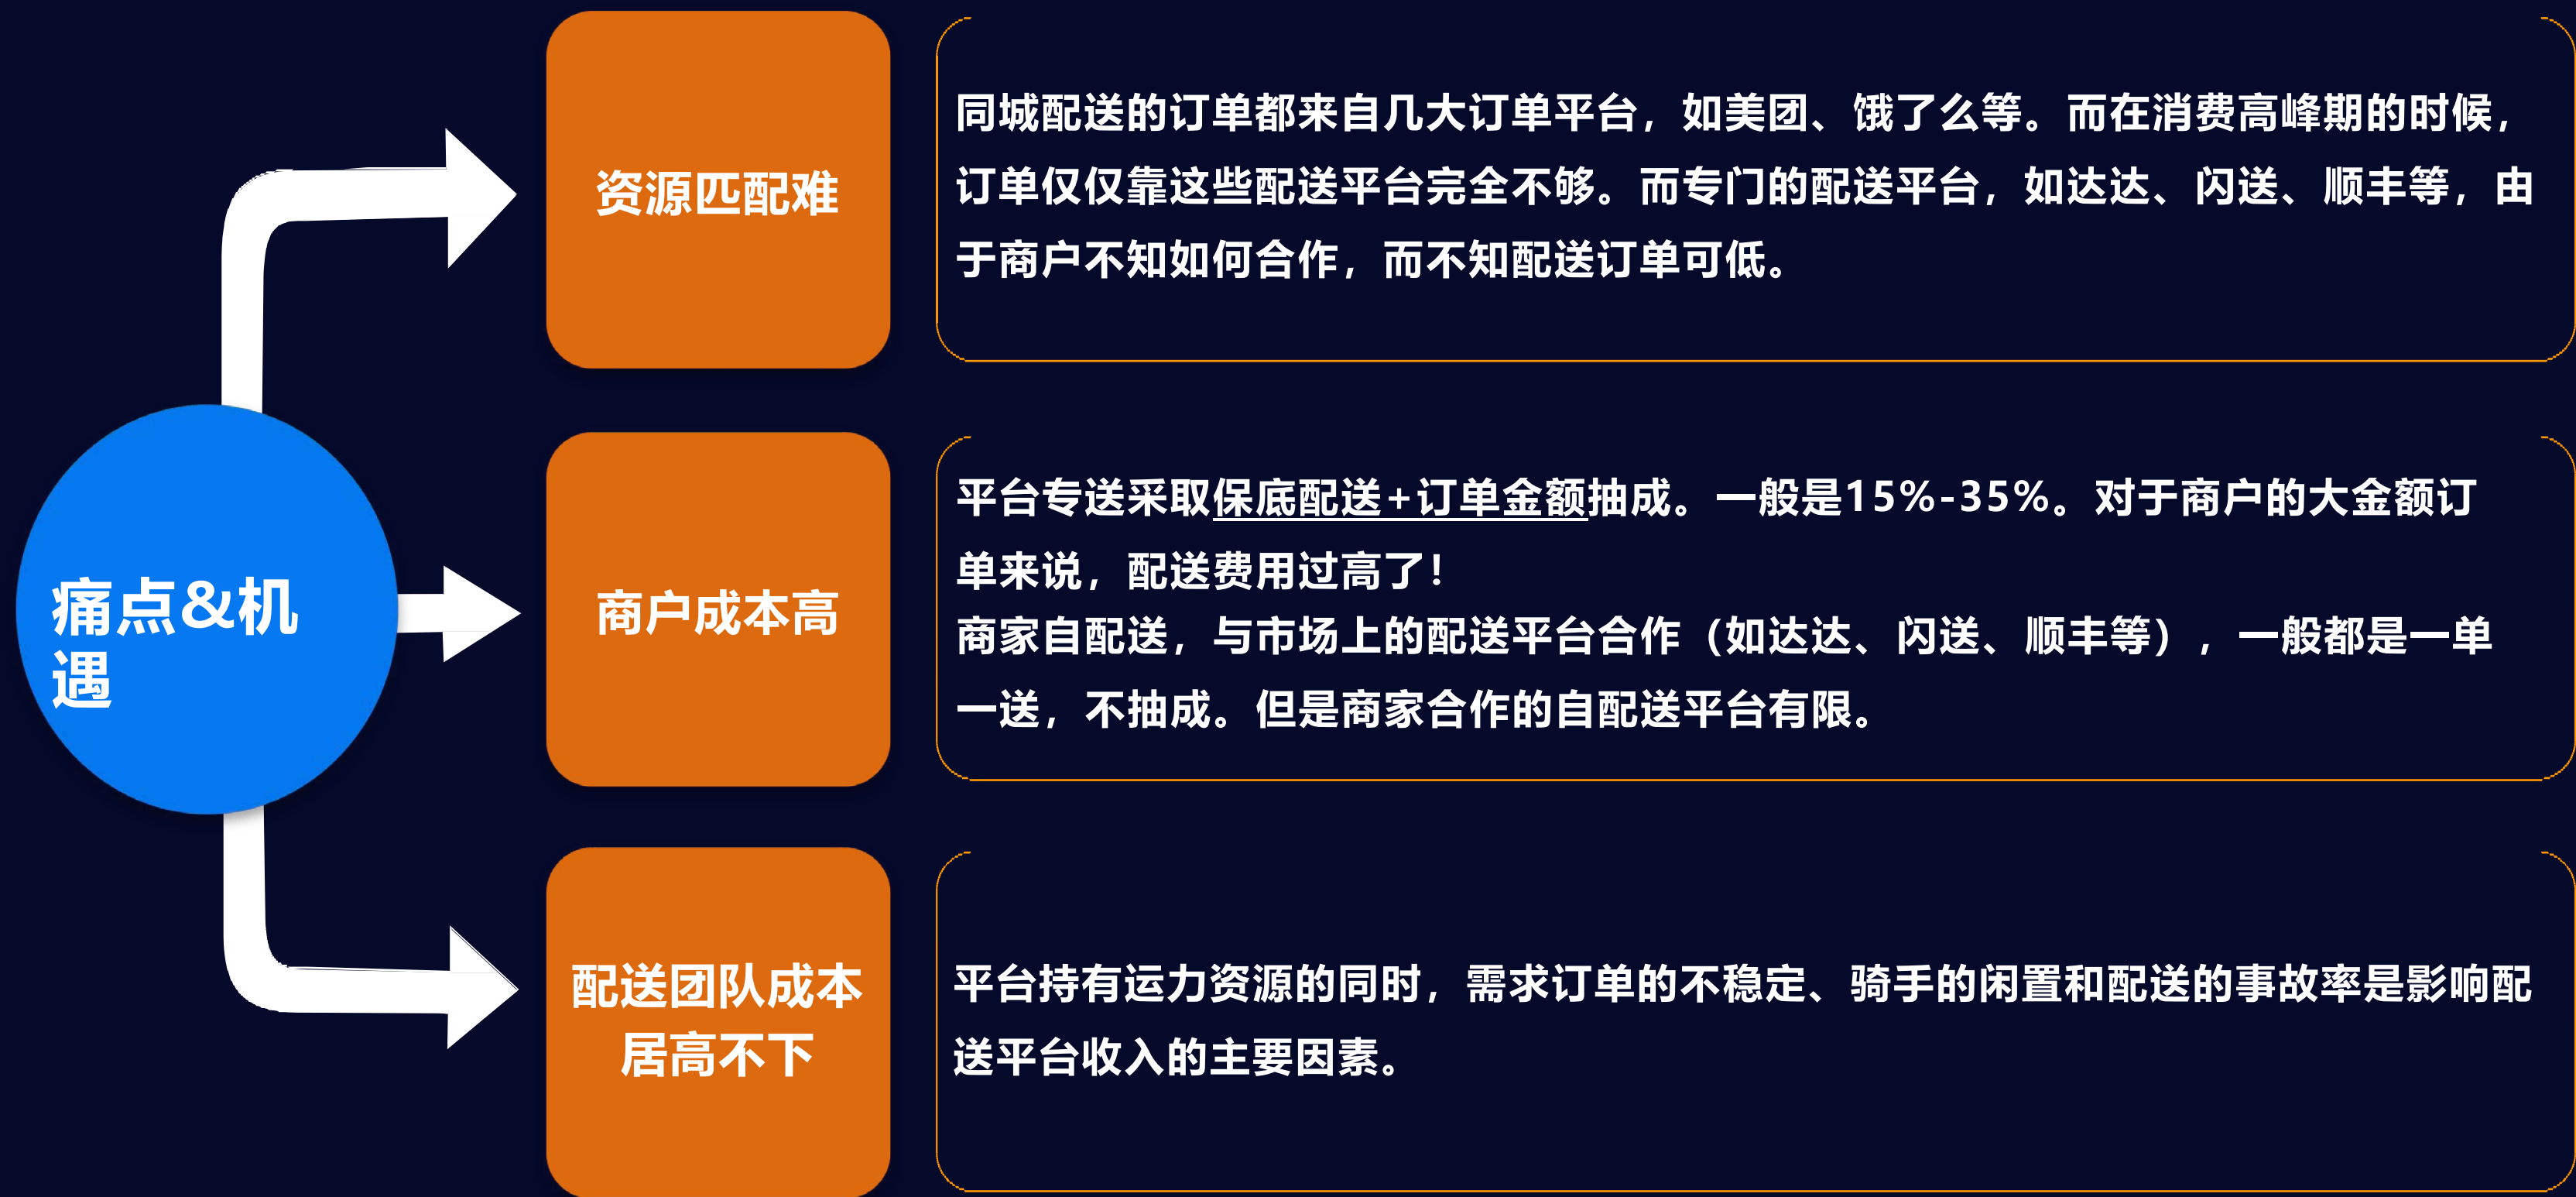 痛点&机
遇
资源匹配难
同城配送的订单都来自几大订单平台，如美团、饿了么等。而在消费高峰期的时候，
订单仅仅靠这些配送平台完全不够。而专门的配送平台，如达达、闪送、顺丰等，由
于商户不知如何合作，而不知配送订单可低。
商户成本高
平台专送采取保底配送+订单金额抽成。一般是15%-35%。对于商户的大金额订
单来说，配送费用过高了！
商家自配送，与市场上的配送平台合作（如达达、闪送、顺丰等），一般都是一单
一送，不抽成。但是商家合作的自配送平台有限。
配送团队成本
居高不下
平台持有运力资源的同时，需求订单的不稳定、骑手的闲置和配送的事故率是影响配
送平台收入的主要因素。